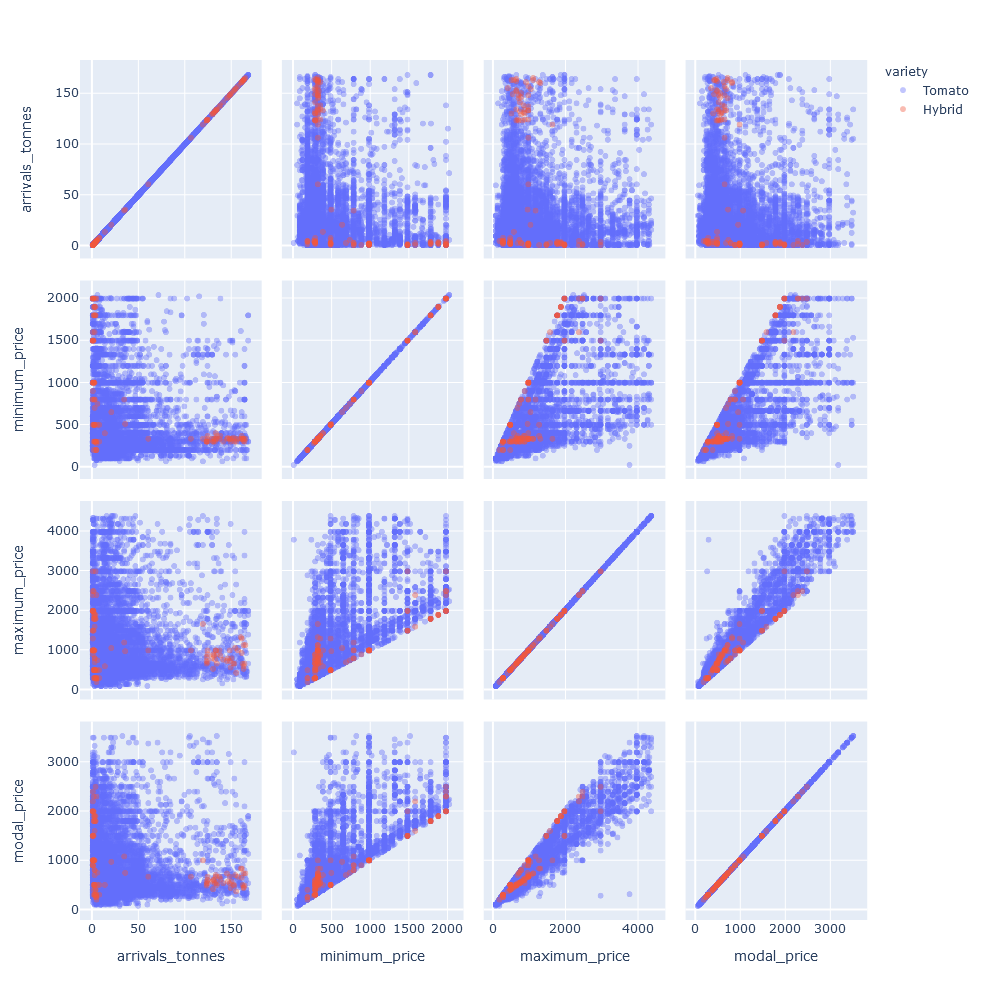 variety
Tomato
Hybrid
arrivals_tonnes
150
100
50
0
minimum_price
2000
1500
1000
500
0
maximum_price
4000
3000
2000
1000
0
modal_price
3000
2000
1000
0
0 50 100 150
0 500 1000 1500 2000
0 2000 4000
0 1000 2000 3000
arrivals_tonnes minimum_price maximum_price modal_price